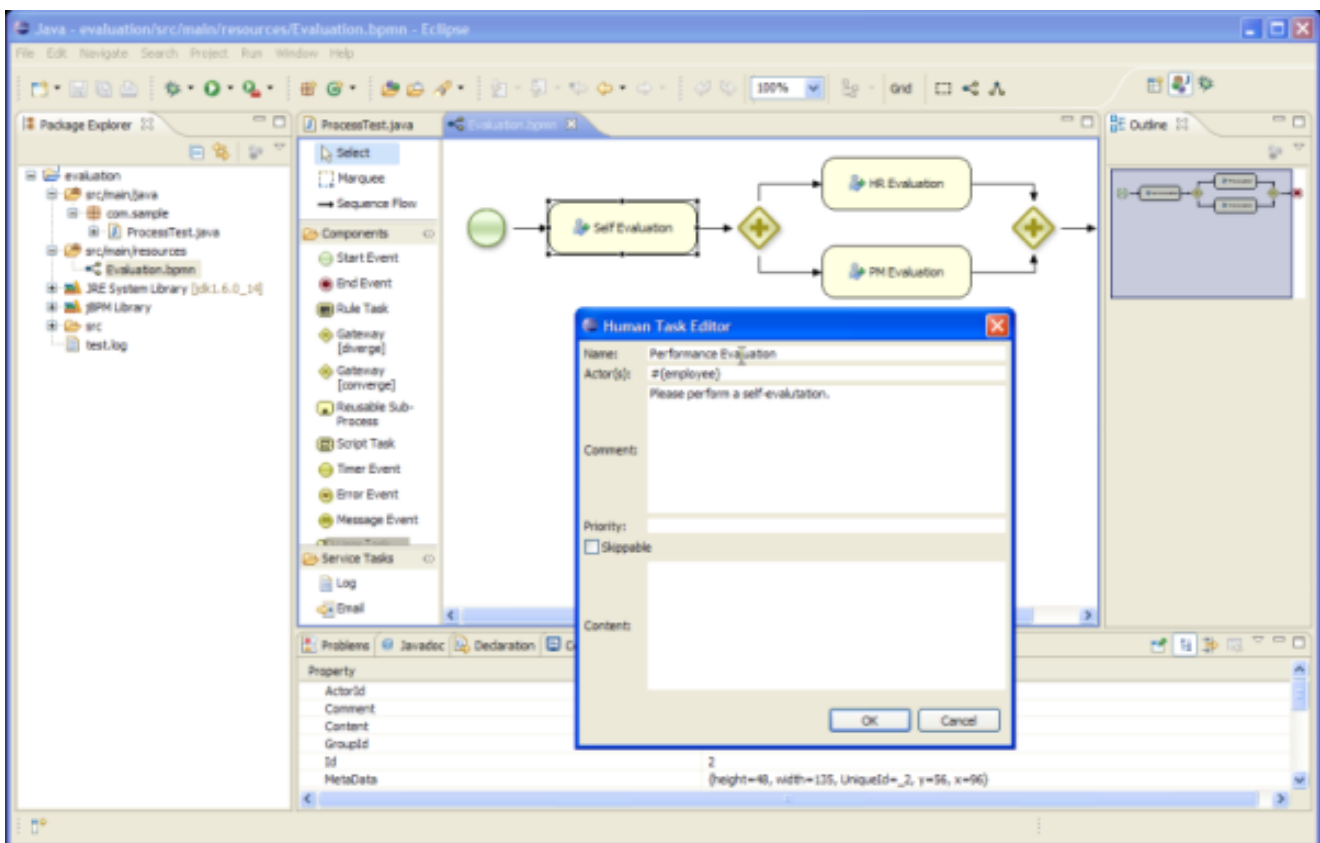 Java - evaluation/src/main/resources/Evaluation.bpmn - Eclipse
File Edit Navigate Search Project Run Window Help
100%
Grid
Package Explorer
ProcessTest.java
Evaluation.bpmn
Outline
evaluation
src/main/java
com.sample
ProcessTest.java
src/main/resources
Evaluation.bpmn
JRE System Library [jdk1.6.0_14]
jBPM Library
src
test.log
Select
Marquee
Sequence Flow
Components
Start Event
End Event
Rule Task
Gateway
[diverge]
Gateway
[converge]
Reusable Sub-
Process
Script Task
Timer Event
Error Event
Message Event
Service Tasks
Log
Email
Self Evaluation
HR Evaluation
PM Evaluation
Human Task Editor
Name: Performance Evaluation
Actor(s): #{employee}
Please perform a self-evalutation.
Comment:
Priority:
Skippable
Content:
OK Cancel
Problems Javadoc Declaration
Property
ActorId
Comment
Content
GroupId
Id 2
MetaData {height=48, width=135, UniqueId=_2, y=56, x=96}